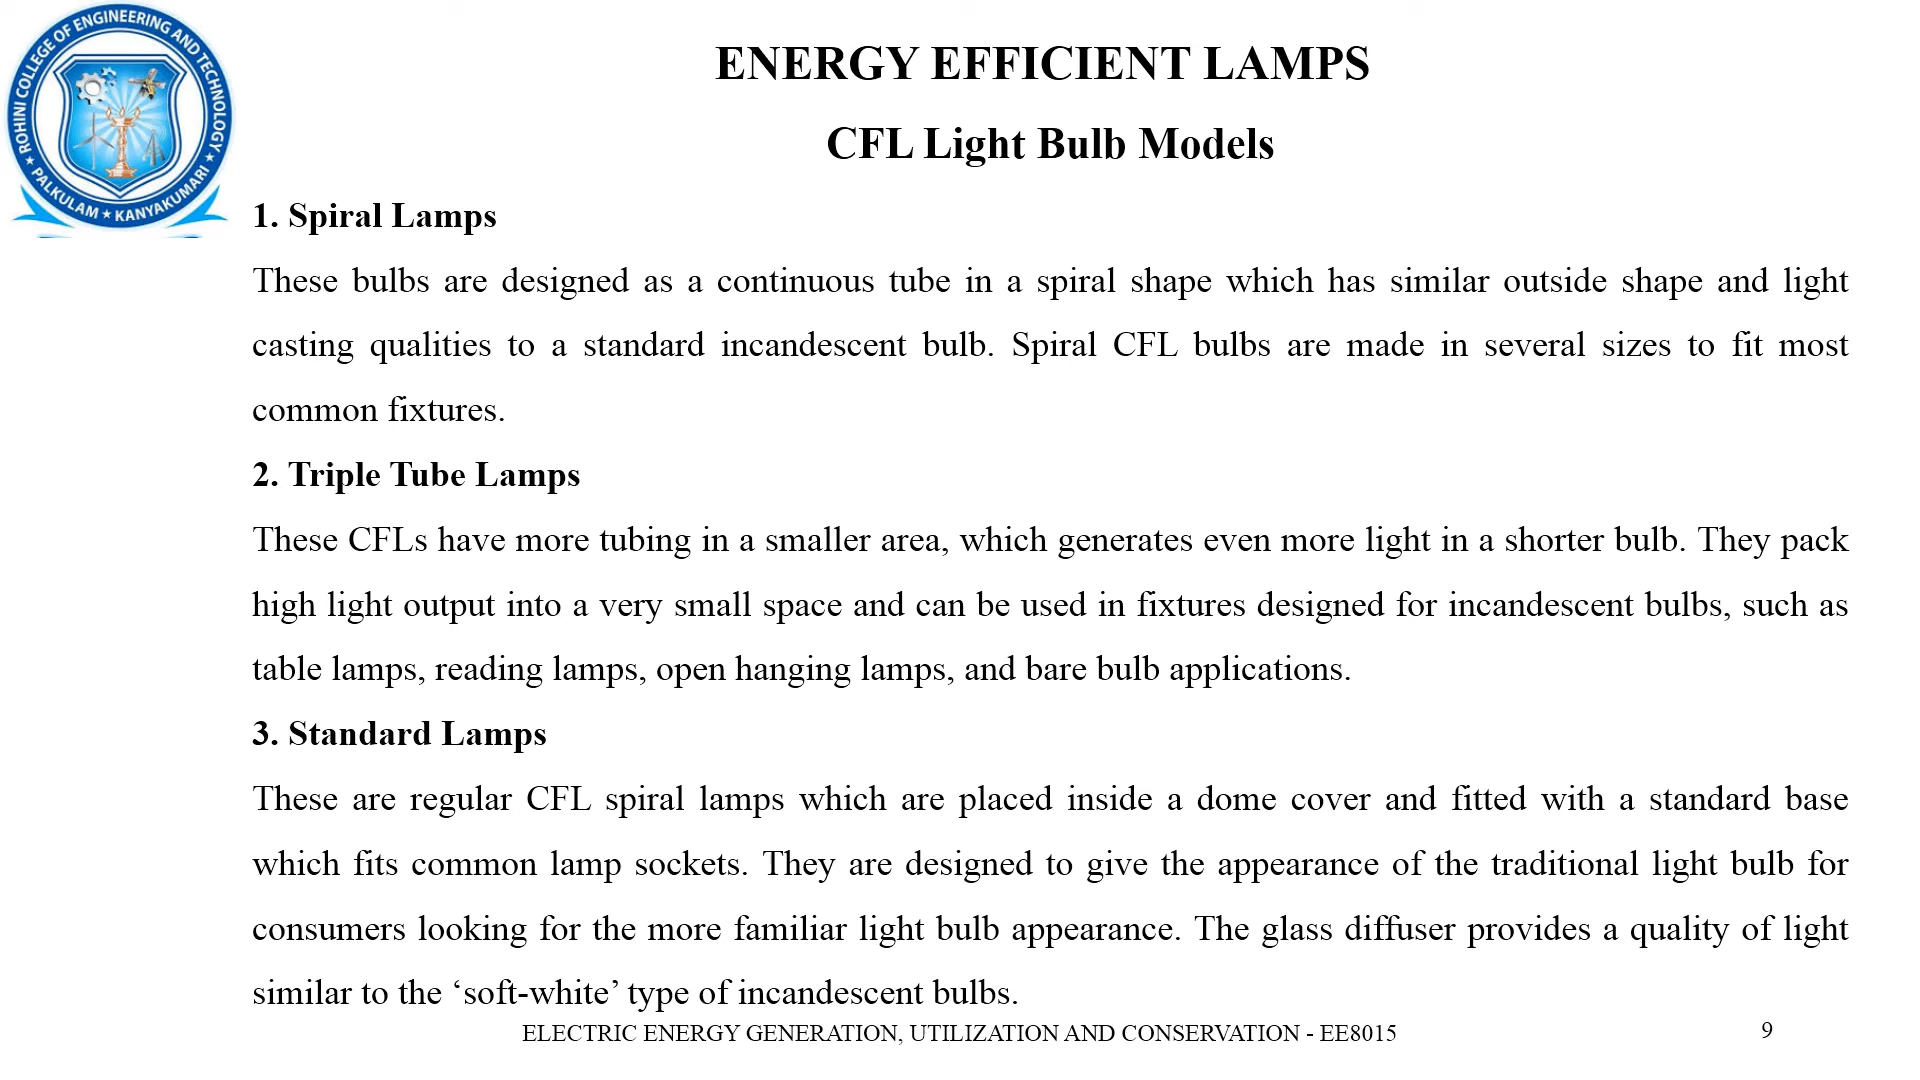 ROHINI COLLEGE OF ENGINEERING AND TECHNOLOGY
★ PALKULAM ★ KANYAKUMARI ★
ENERGY EFFICIENT LAMPS
CFL Light Bulb Models
1. Spiral Lamps
These bulbs are designed as a continuous tube in a spiral shape which has similar outside shape and light
casting qualities to a standard incandescent bulb. Spiral CFL bulbs are made in several sizes to fit most
common fixtures.
2. Triple Tube Lamps
These CFLs have more tubing in a smaller area, which generates even more light in a shorter bulb. They pack
high light output into a very small space and can be used in fixtures designed for incandescent bulbs, such as
table lamps, reading lamps, open hanging lamps, and bare bulb applications.
3. Standard Lamps
These are regular CFL spiral lamps which are placed inside a dome cover and fitted with a standard base
which fits common lamp sockets. They are designed to give the appearance of the traditional light bulb for
consumers looking for the more familiar light bulb appearance. The glass diffuser provides a quality of light
similar to the ‘soft-white’ type of incandescent bulbs.
ELECTRIC ENERGY GENERATION, UTILIZATION AND CONSERVATION - EE8015
9